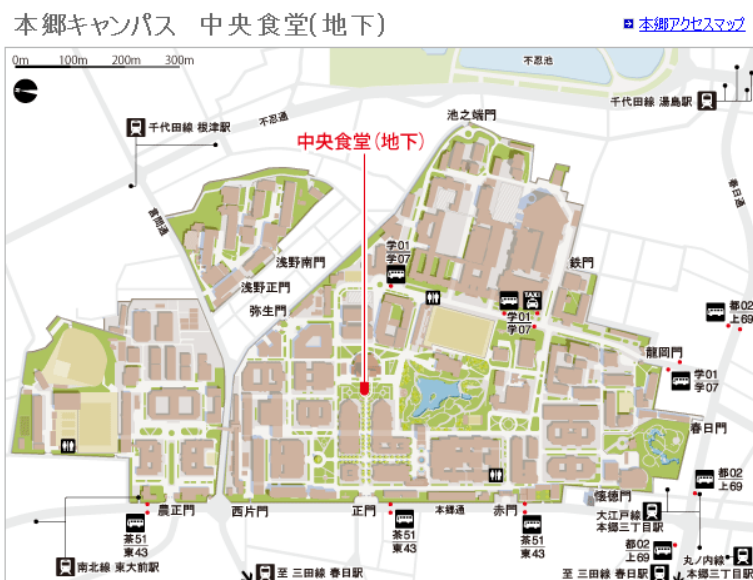 本郷キャンパス 中央食堂(地下)
本郷アクセスマップ
0m 100m 200m 300m
不忍池
千代田線 湯島駅
池之端門
千代田線 根津駅
不忍通
中央食堂(地下)
春日通
言問通
学01
学07
浅野南門
鉄門
浅野正門
TAXI
都02
上69
弥生門
学01
学07
龍岡門
学01
学07
春日門
都02
上69
懐徳門
農正門
西片門
正門
本郷通
赤門
大江戸線
本郷三丁目駅
茶51
東43
茶51
東43
茶51
東43
都02
上69
丸ノ内線
本郷三丁目駅
南北線 東大前駅
至 三田線 春日駅
至 三田線 春日駅